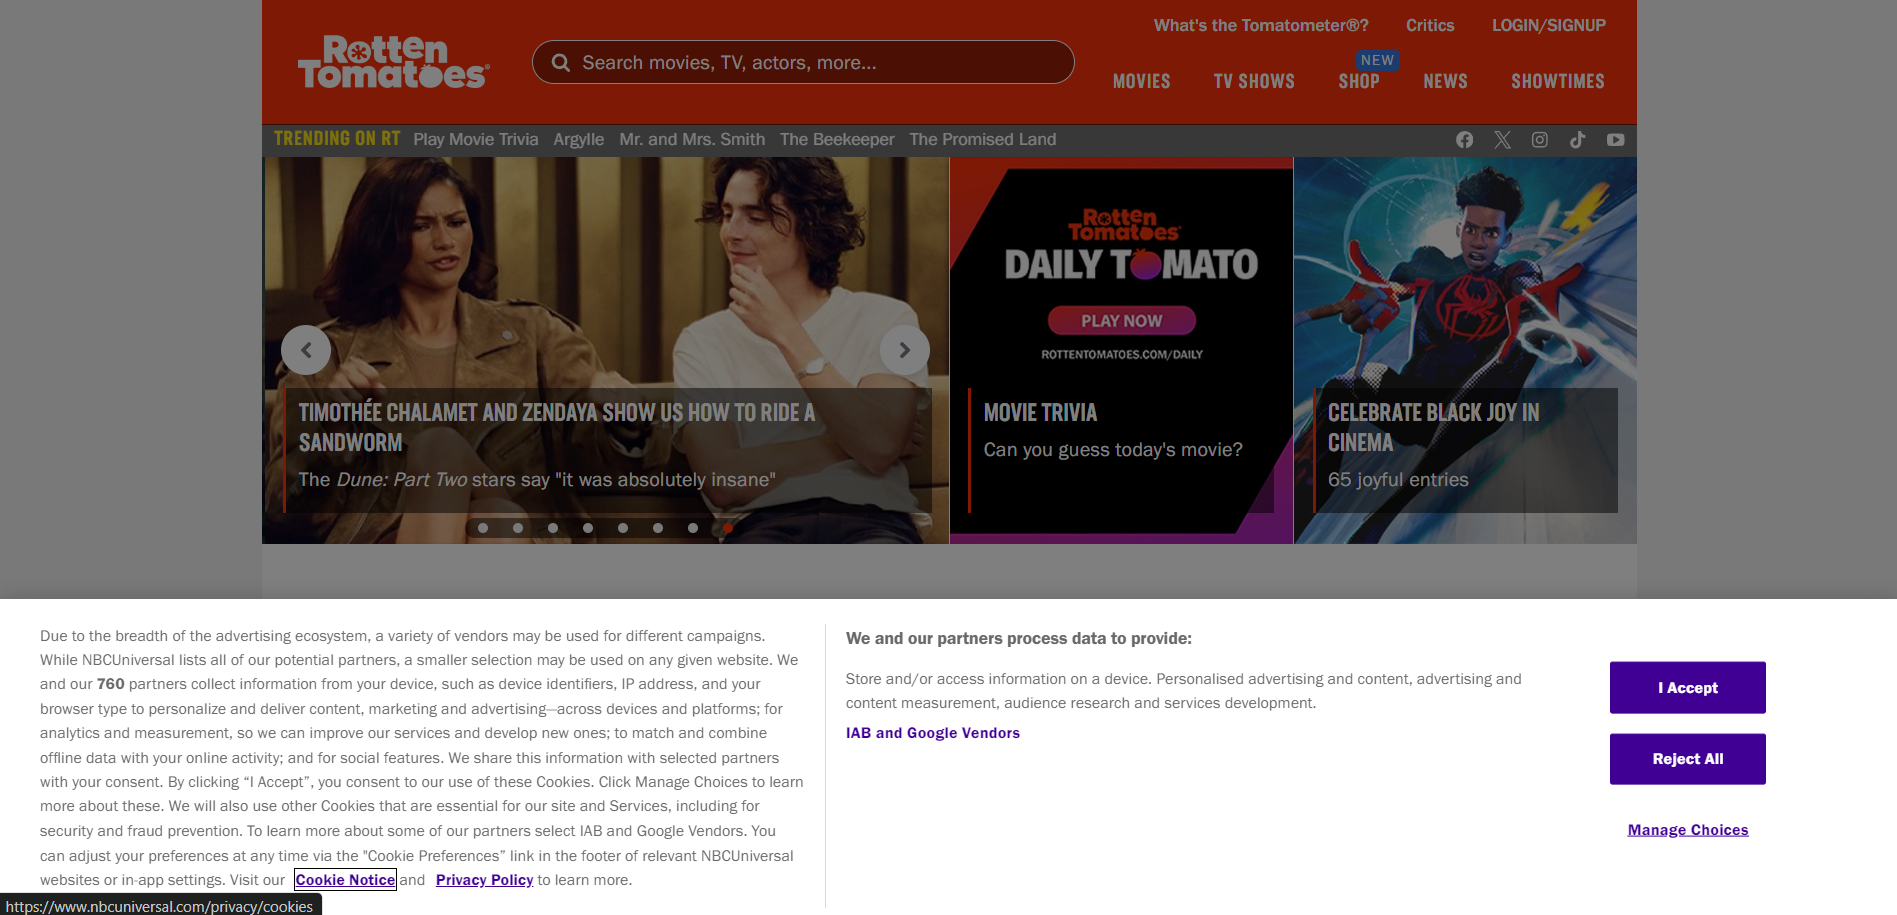 What's the Tomatometer®? Critics LOGIN/SIGNUP
Rotten
Tomatoes®
Search movies, TV, actors, more...
NEW
MOVIES TV SHOWS SHOP NEWS SHOWTIMES
TRENDING ON RT Play Movie Trivia Argylle Mr. and Mrs. Smith The Beekeeper The Promised Land
TIMOTHÉE CHALAMET AND ZENDAYA SHOW US HOW TO RIDE A
SANDWORM
The Dune: Part Two stars say "it was absolutely insane"
Rotten
Tomatoes
DAILY TOMATO
PLAY NOW
ROTTENTOMATOES.COM/DAILY
MOVIE TRIVIA
Can you guess today's movie?
CELEBRATE BLACK JOY IN
CINEMA
65 joyful entries
Due to the breadth of the advertising ecosystem, a variety of vendors may be used for different campaigns.
While NBCUniversal lists all of our potential partners, a smaller selection may be used on any given website. We
and our 760 partners collect information from your device, such as device identifiers, IP address, and your
browser type to personalize and deliver content, marketing and advertising—across devices and platforms; for
analytics and measurement, so we can improve our services and develop new ones; to match and combine
offline data with your online activity; and for social features. We share this information with selected partners
with your consent. By clicking “I Accept”, you consent to our use of these Cookies. Click Manage Choices to learn
more about these. We will also use other Cookies that are essential for our site and Services, including for
security and fraud prevention. To learn more about some of our partners select IAB and Google Vendors. You
can adjust your preferences at any time via the "Cookie Preferences” link in the footer of relevant NBCUniversal
websites or in-app settings. Visit our Cookie Notice and Privacy Policy to learn more.
We and our partners process data to provide:
Store and/or access information on a device. Personalised advertising and content, advertising and
content measurement, audience research and services development.
IAB and Google Vendors
I Accept
Reject All
Manage Choices
https://www.nbcuniversal.com/privacy/cookies